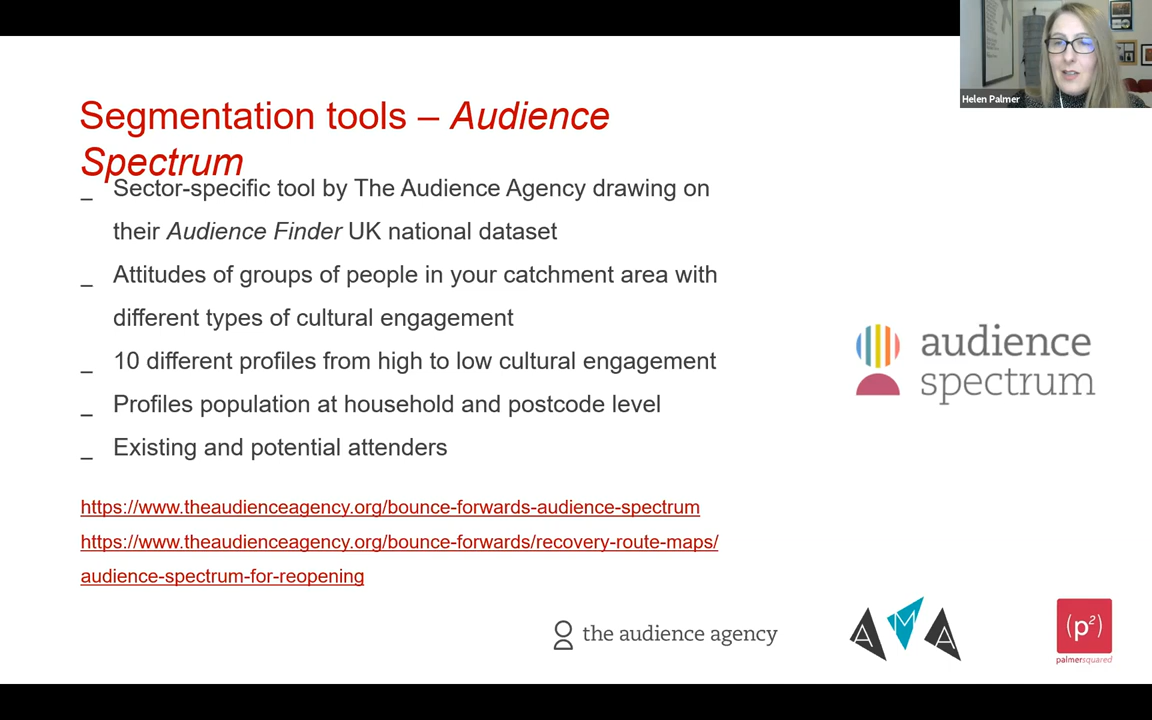 Helen Palmer
Segmentation tools – Audience
Spectrum
_ Sector-specific tool by The Audience Agency drawing on
their Audience Finder UK national dataset
_ Attitudes of groups of people in your catchment area with
different types of cultural engagement
_ 10 different profiles from high to low cultural engagement
_ Profiles population at household and postcode level
_ Existing and potential attenders
audience
spectrum
https://www.theaudienceagency.org/bounce-forwards-audience-spectrum
https://www.theaudienceagency.org/bounce-forwards/recovery-route-maps/
audience-spectrum-for-reopening
the audience agency
AMA
(p²)
palmersquared